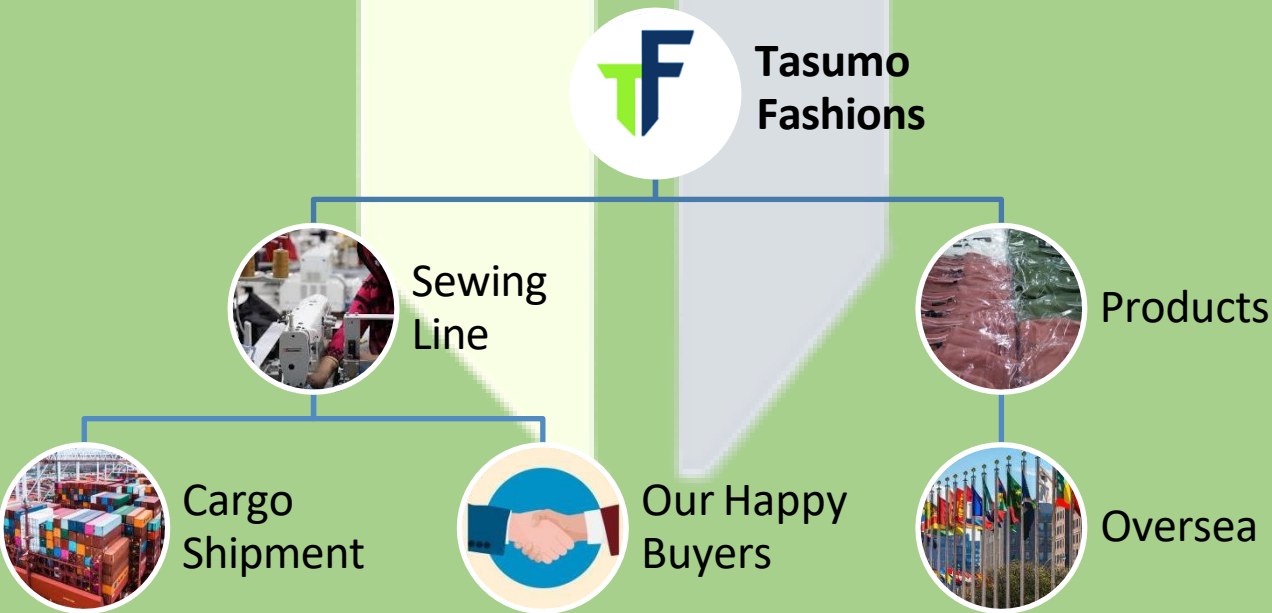 TF
Tasumo
Fashions
Sewing
Line
Products
Cargo
Shipment
Our Happy
Buyers
Oversea